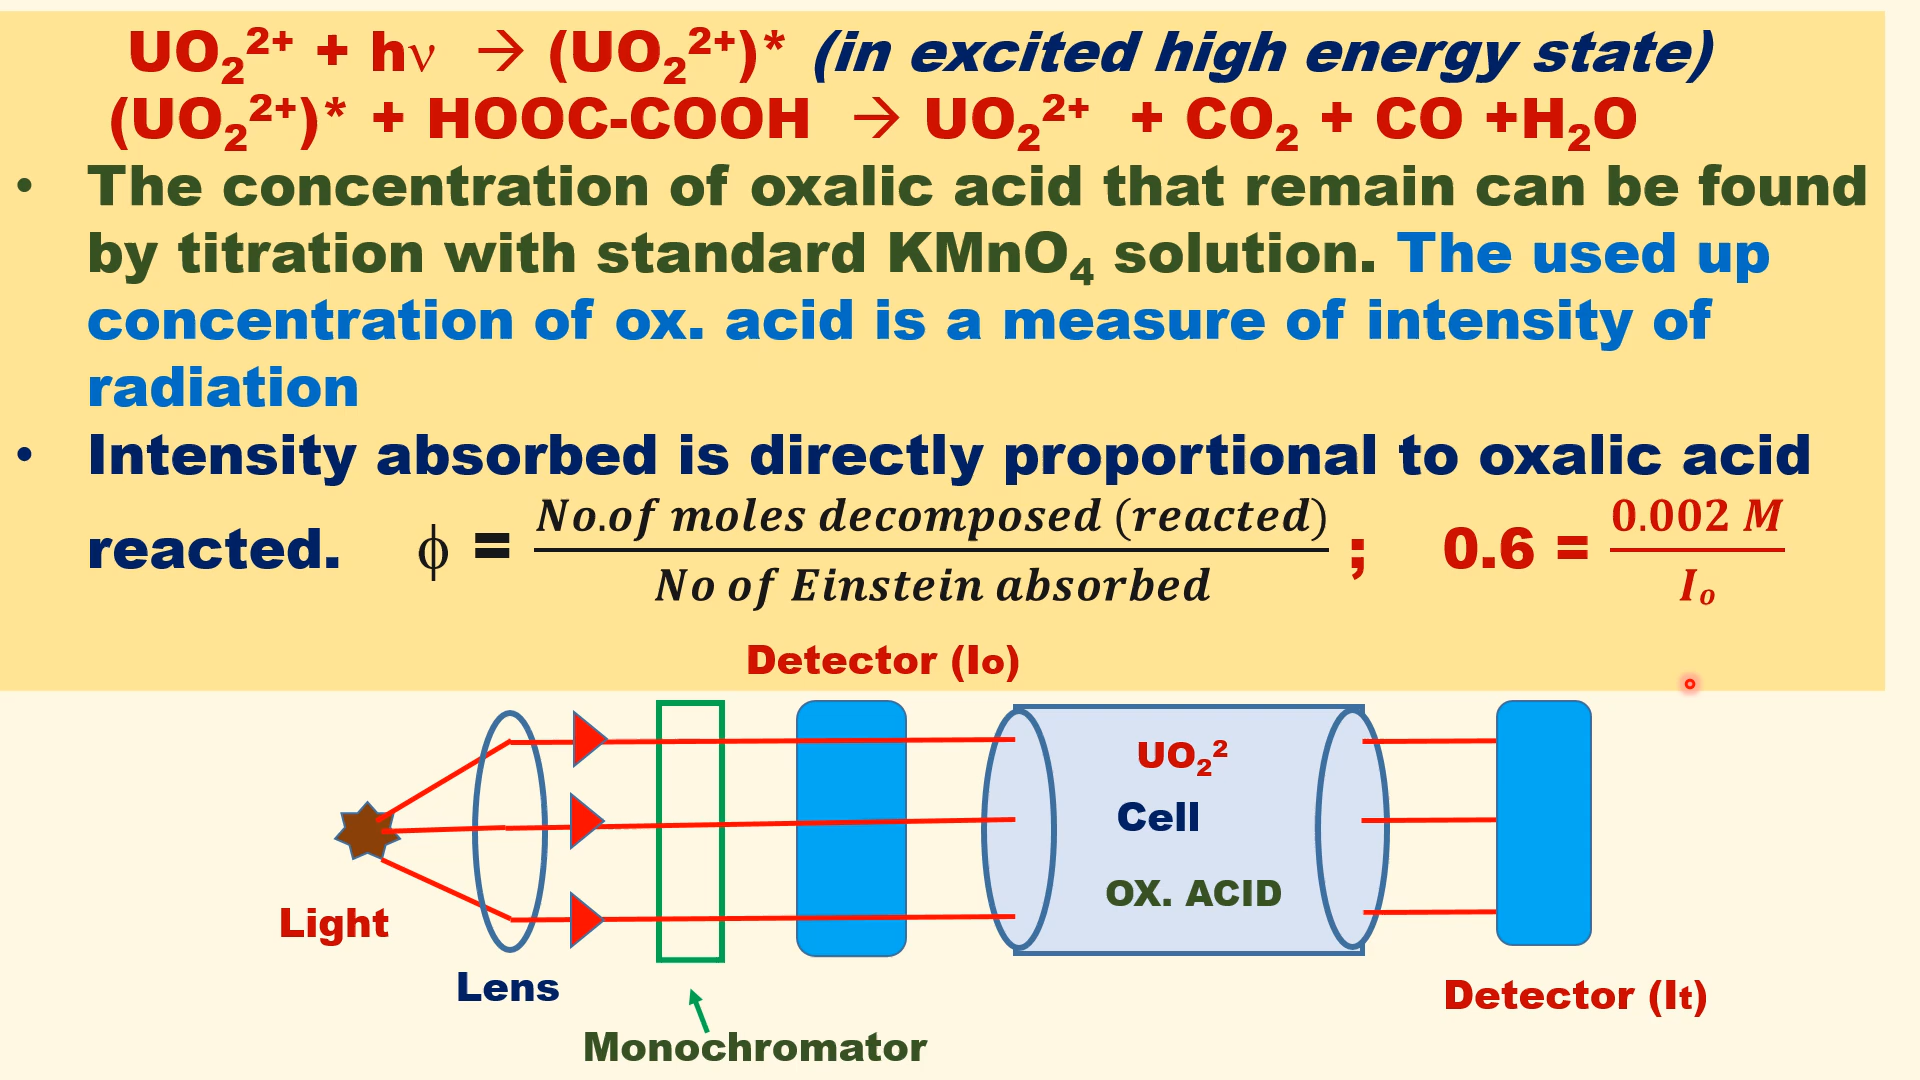 UO₂²⁺ + hν → (UO₂²⁺)* (in excited high energy state)
(UO₂²⁺)* + HOOC-COOH → UO₂²⁺ + CO₂ + CO +H₂O
• The concentration of oxalic acid that remain can be found
by titration with standard KMnO₄ solution. The used up
concentration of ox. acid is a measure of intensity of
radiation
• Intensity absorbed is directly proportional to oxalic acid
reacted. ϕ = No.of moles decomposed (reacted) / No of Einstein absorbed ; 0.6 = 0.002 M / Iₒ
Detector (Io)
UO₂²
Cell
OX. ACID
Light
Lens
Detector (It)
Monochromator